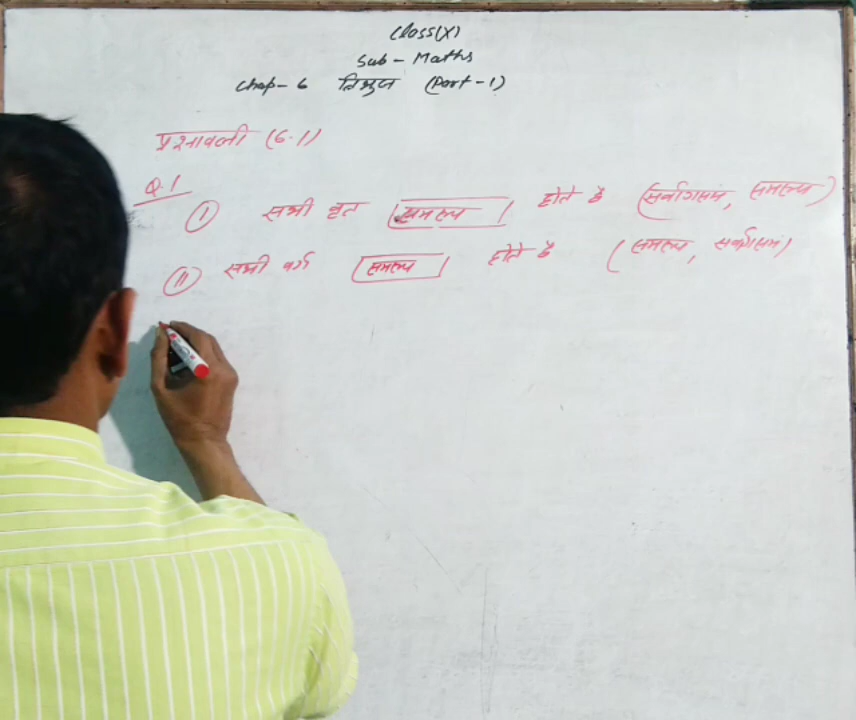 Class(X)
Sub - Maths
Chap - 6 त्रिभुज (Part - 1)
प्रश्नावली (6.1)
Q.1
(i) सभी वृत समरूप होते है (सर्वागसम, समरूप)
(ii) सभी वर्ग समरूप होते है (समरूप, सर्वागसम)